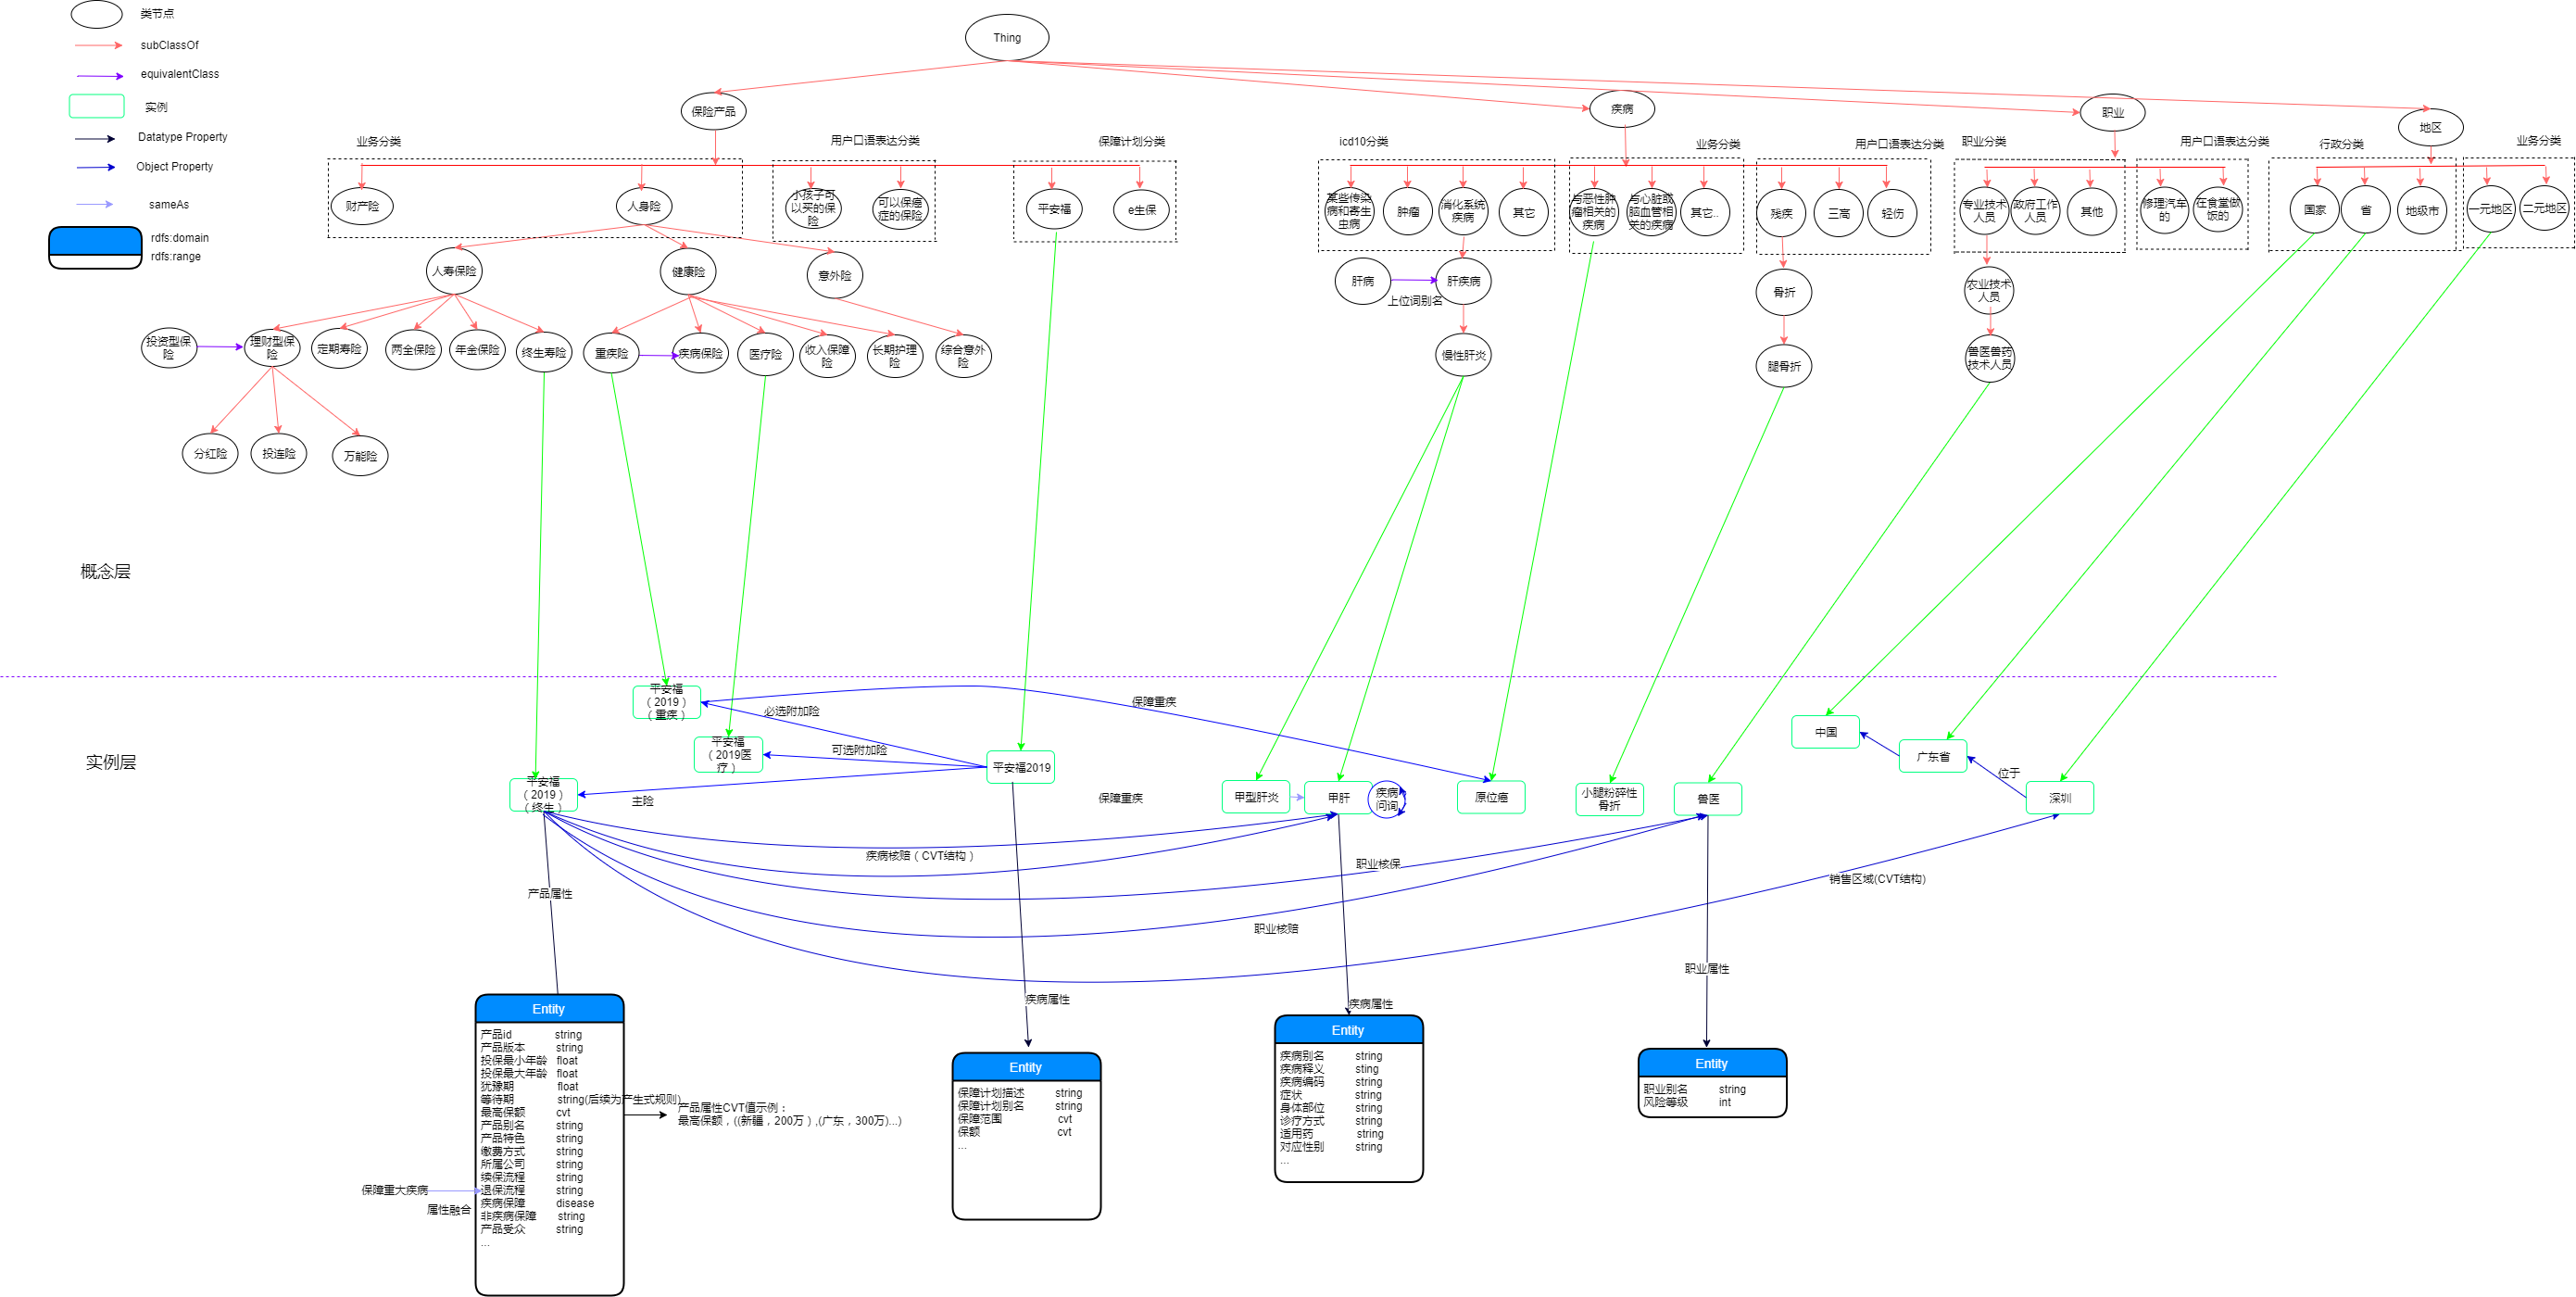 类节点
subClassOf
equivalentClass
实例
Datatype Property
Object Property
sameAs
rdfs:domain
rdfs:range
Thing
保险产品
疾病
职业
地区
业务分类
用户口语表达分类
保障计划分类
icd10分类
业务分类
用户口语表达分类
职业分类
用户口语表达分类
行政分类
业务分类
财产险
人身险
小孩子可
以买的保
险
可以保癌
症的保险
平安福
e生保
某些传染
病和寄生
虫病
肿瘤
消化系统
疾病
其它
与恶性肿
瘤相关的
疾病
与心脏或
脑血管相
关的疾病
其它..
残疾
三高
轻伤
专业技术
人员
政府工作
人员
其他
修理汽车
的
在食堂做
饭的
国家
省
地级市
一元地区
二元地区
人寿保险
健康险
意外险
肝病
肝疾病
上位词别名
骨折
农业技术
人员
投资型保
险
理财型保
险
定期寿险
两全保险
年金保险
终生寿险
重疾险
疾病保险
医疗险
收入保障
险
长期护理
险
综合意外
险
慢性肝炎
腿骨折
兽医兽药
技术人员
分红险
投连险
万能险
概念层
实例层
平安福
（2019）
（重疾）
必选附加险
保障重疾
平安福
（2019医
疗）
可选附加险
平安福2019
平安福
（2019）
（终生）
主险
保障重疾
甲型肝炎
甲肝
疾病
问询
原位癌
小腿粉碎性
骨折
兽医
中国
广东省
位于
深圳
疾病核赔（CVT结构）
职业核保
销售区域(CVT结构)
职业核赔
产品属性
疾病属性
疾病属性
职业属性
Entity
产品id string
产品版本 string
投保最小年龄 float
投保最大年龄 float
犹豫期 float
等待期 string(后续为产生式规则)
最高保额 cvt
产品别名 string
产品特色 string
缴费方式 string
所属公司 string
续保流程 string
退保流程 string
疾病保障 disease
非疾病保障 string
产品受众 string
...
产品属性CVT值示例：
最高保额，((新疆，200万）,(广东，300万)...)
保障重大疾病
属性融合
Entity
保障计划描述 string
保障计划别名 string
保障范围 cvt
保额 cvt
...
Entity
疾病别名 string
疾病释义 sting
疾病编码 string
症状 string
身体部位 string
诊疗方式 string
适用药 string
对应性别 string
...
Entity
职业别名 string
风险等级 int